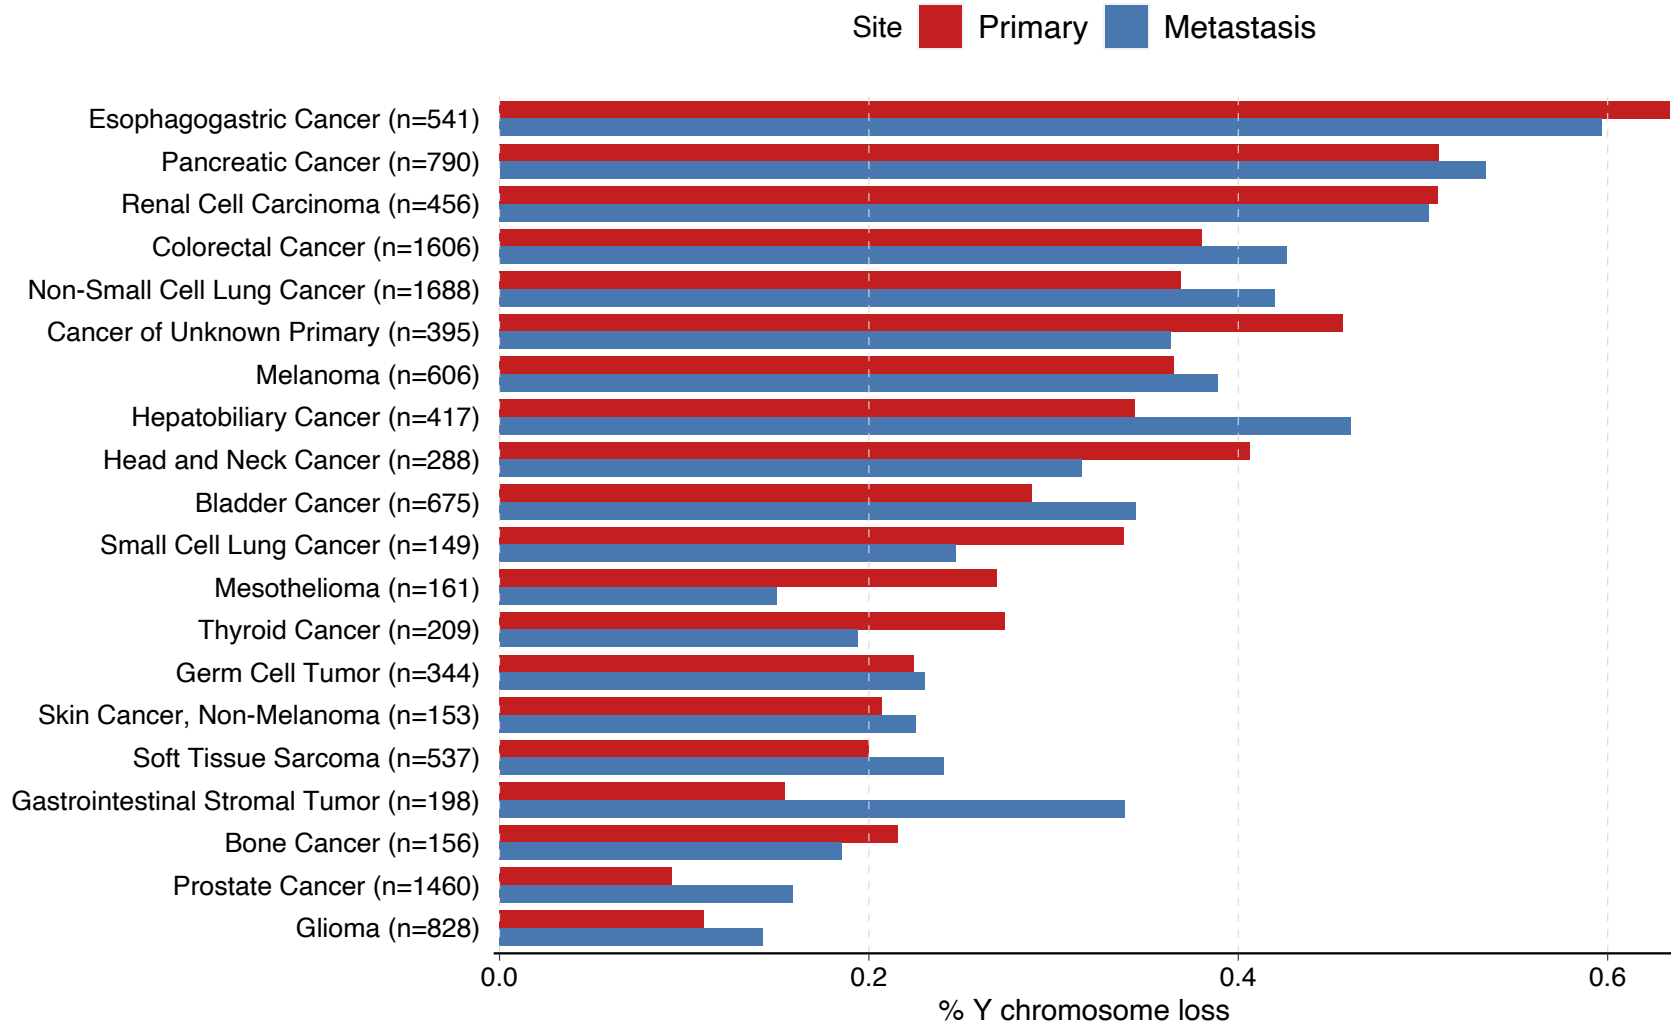 Site Primary Metastasis
Esophagogastric Cancer (n=541)
Pancreatic Cancer (n=790)
Renal Cell Carcinoma (n=456)
Colorectal Cancer (n=1606)
Non-Small Cell Lung Cancer (n=1688)
Cancer of Unknown Primary (n=395)
Melanoma (n=606)
Hepatobiliary Cancer (n=417)
Head and Neck Cancer (n=288)
Bladder Cancer (n=675)
Small Cell Lung Cancer (n=149)
Mesothelioma (n=161)
Thyroid Cancer (n=209)
Germ Cell Tumor (n=344)
Skin Cancer, Non-Melanoma (n=153)
Soft Tissue Sarcoma (n=537)
Gastrointestinal Stromal Tumor (n=198)
Bone Cancer (n=156)
Prostate Cancer (n=1460)
Glioma (n=828)
0.0 0.2 0.4 0.6
% Y chromosome loss